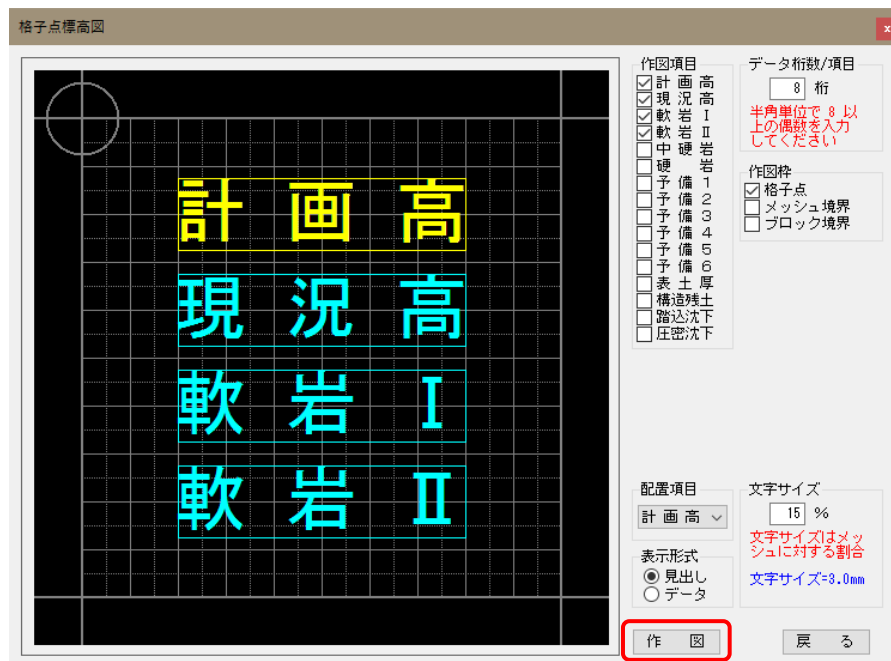 格子点標高図
x
計 画 高
現 況 高
軟 岩 Ⅰ
軟 岩 Ⅱ
作図項目
計 画 高
現 況 高
軟 岩 Ⅰ
軟 岩 Ⅱ
中 硬 岩
硬 岩
予 備 1
予 備 2
予 備 3
予 備 4
予 備 5
予 備 6
表 土 厚
構造残土
踏込沈下
圧密沈下
データ桁数/項目
8 桁
半角単位で 8 以
上の偶数を入力
してください
作図枠
格子点
メッシュ境界
ブロック境界
配置項目
計 画 高
表示形式
見出し
データ
文字サイズ
15 %
文字サイズはメッ
シュに対する割合
文字サイズ=3.0mm
作 図
戻 る